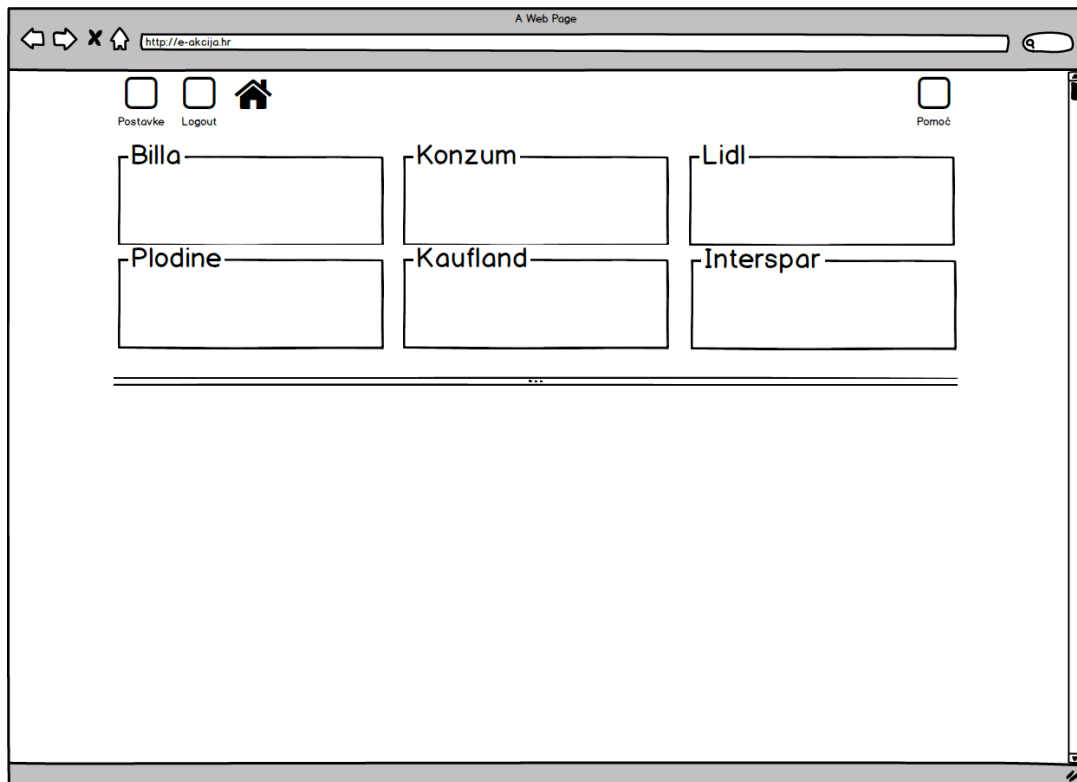 A Web Page
http://e-akcija.hr
Postavke
Logout
Pomoć
Billa
Konzum
Lidl
Plodine
Kaufland
Interspar